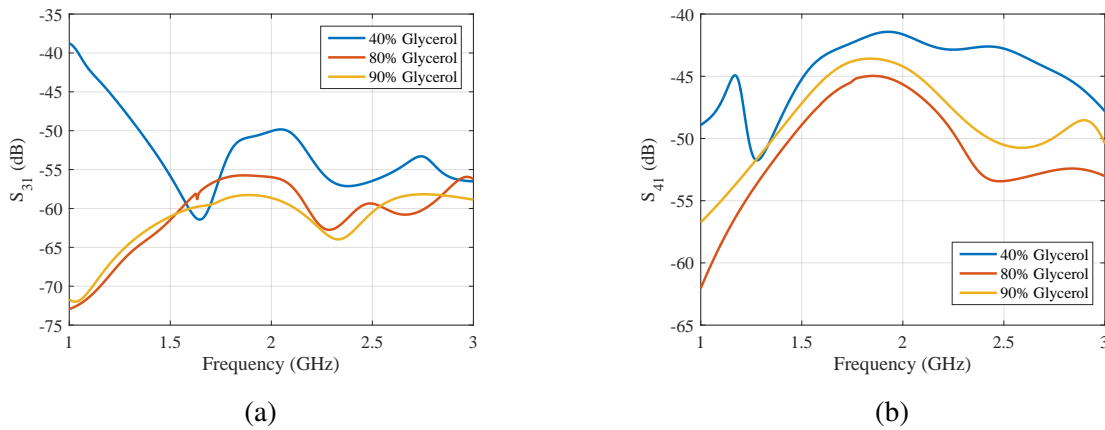 -35
-40
-45
-50
-55
-60
-65
-70
-75
S31 (dB)
1
1.5
2
2.5
3
Frequency (GHz)
40% Glycerol
80% Glycerol
90% Glycerol
(a)
-40
-45
-50
-55
-60
-65
S41 (dB)
1
1.5
2
2.5
3
Frequency (GHz)
40% Glycerol
80% Glycerol
90% Glycerol
(b)